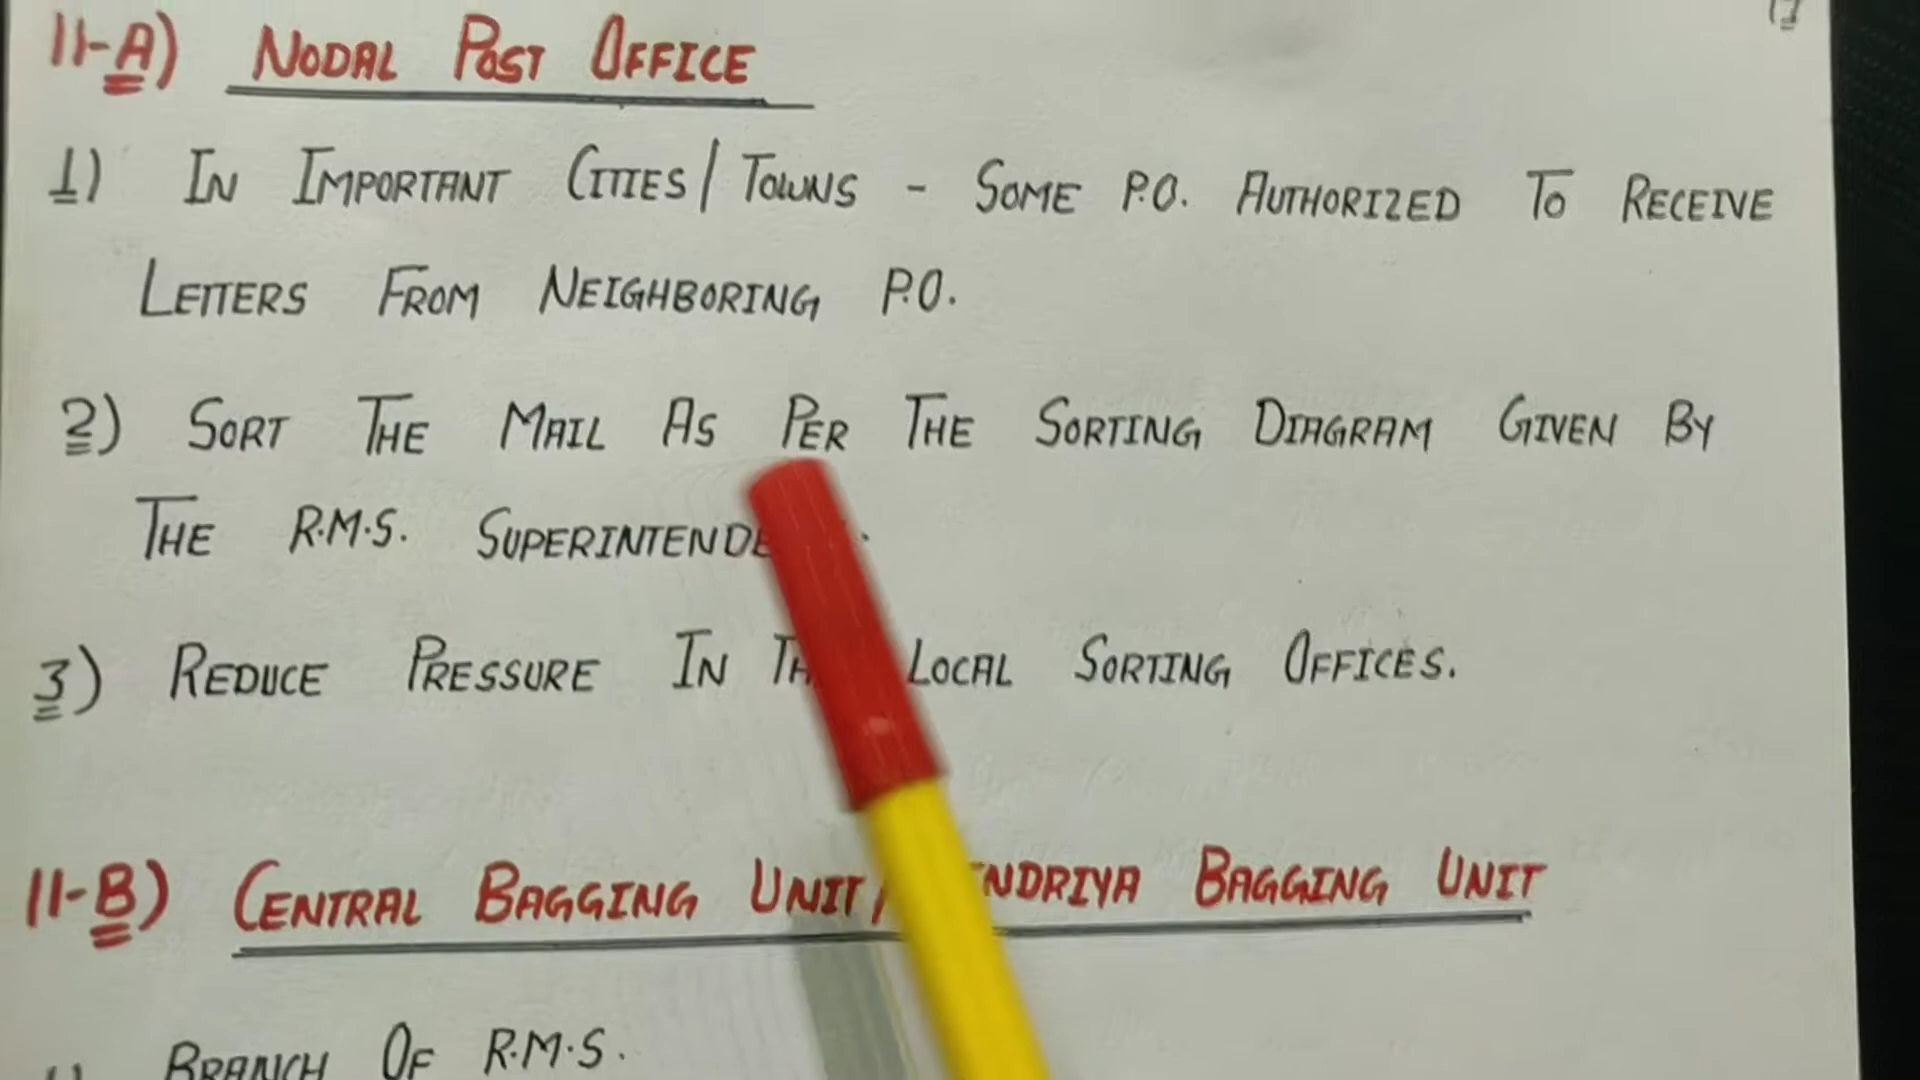 11-A) NODAL POST OFFICE
1) IN IMPORTANT CITIES/TOWNS - SOME P.O. AUTHORIZED TO RECEIVE
LETTERS FROM NEIGHBORING P.O.
2) SORT THE MAIL AS PER THE SORTING DIAGRAM GIVEN BY
THE R.M.S.
3) REDUCE PRESSURE IN LOCAL SORTING OFFICES.
11-B) CENTRAL BAGGING UNIT/ BAGGING UNIT
BRANCH OF R.M.S.